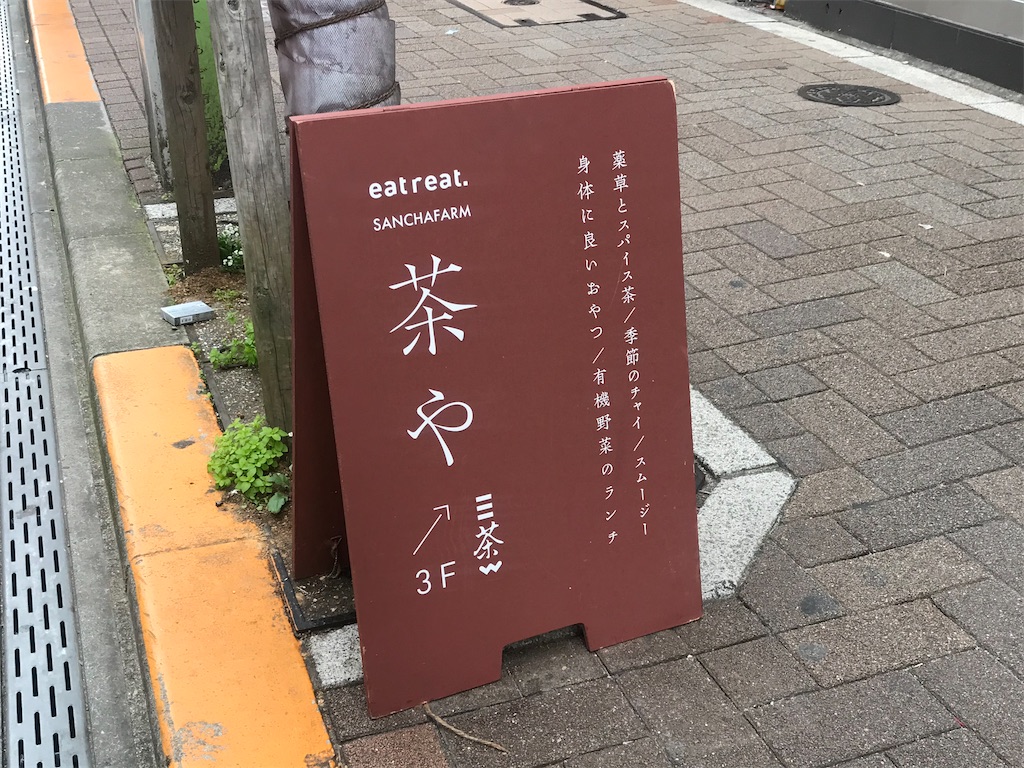 eatreat.
SANCHAFARM
茶や
3F
三茶
薬草とスパイス茶/季節のチャイ/スムージー
身体に良いおやつ/有機野菜のランチ